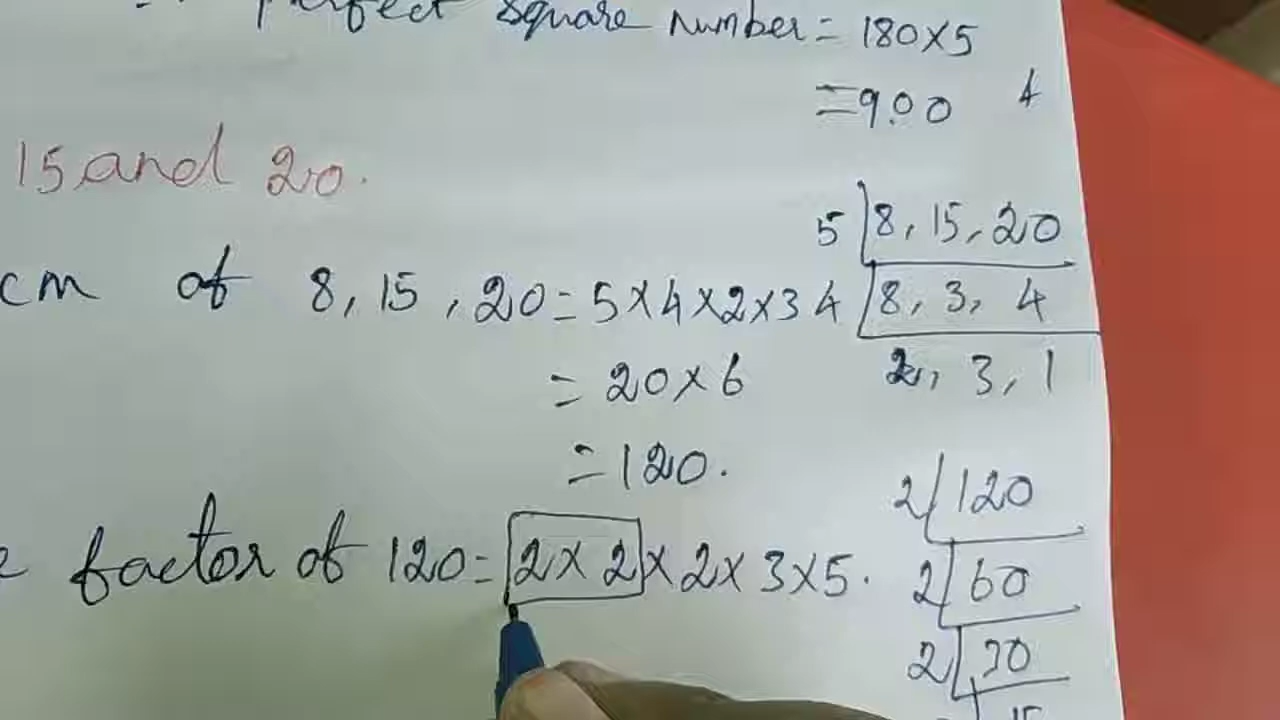 perfect square number = 180×5
= 900
15 and 20.
5 | 8, 15, 20
cm of 8, 15, 20 = 5×4×2×3
4 | 8, 3, 4
= 20×6
2, 3, 1
= 120.
2 | 120
factor of 120 = 2×2×2×3×5.
2 | 60
2 | 30
15